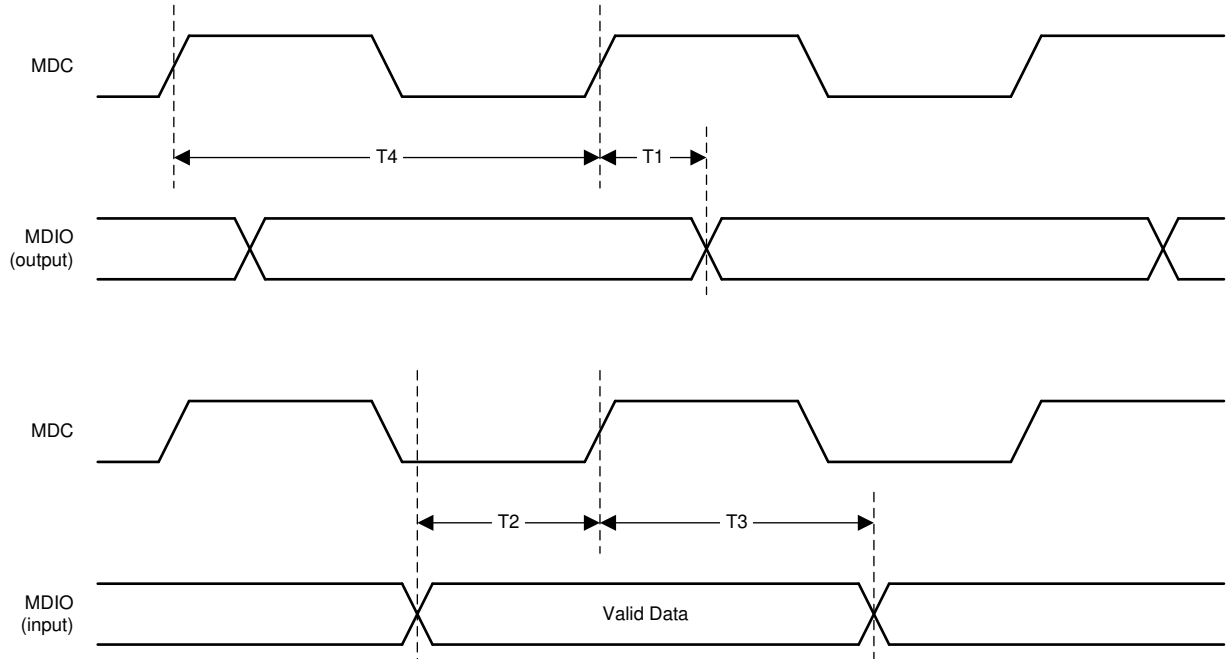 MDC
T4
T1
MDIO
(output)
MDC
T2
T3
MDIO
(input)
Valid Data